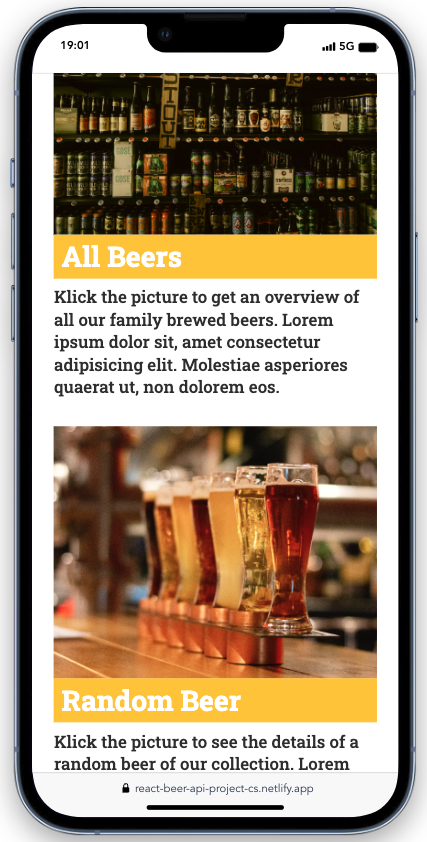 19:01
5G
All Beers
Klick the picture to get an overview of
all our family brewed beers. Lorem
ipsum dolor sit, amet consectetur
adipisicing elit. Molestiae asperiores
quaerat ut, non dolorem eos.
Random Beer
Klick the picture to see the details of a
random beer of our collection. Lorem
react-beer-api-project-cs.netlify.app